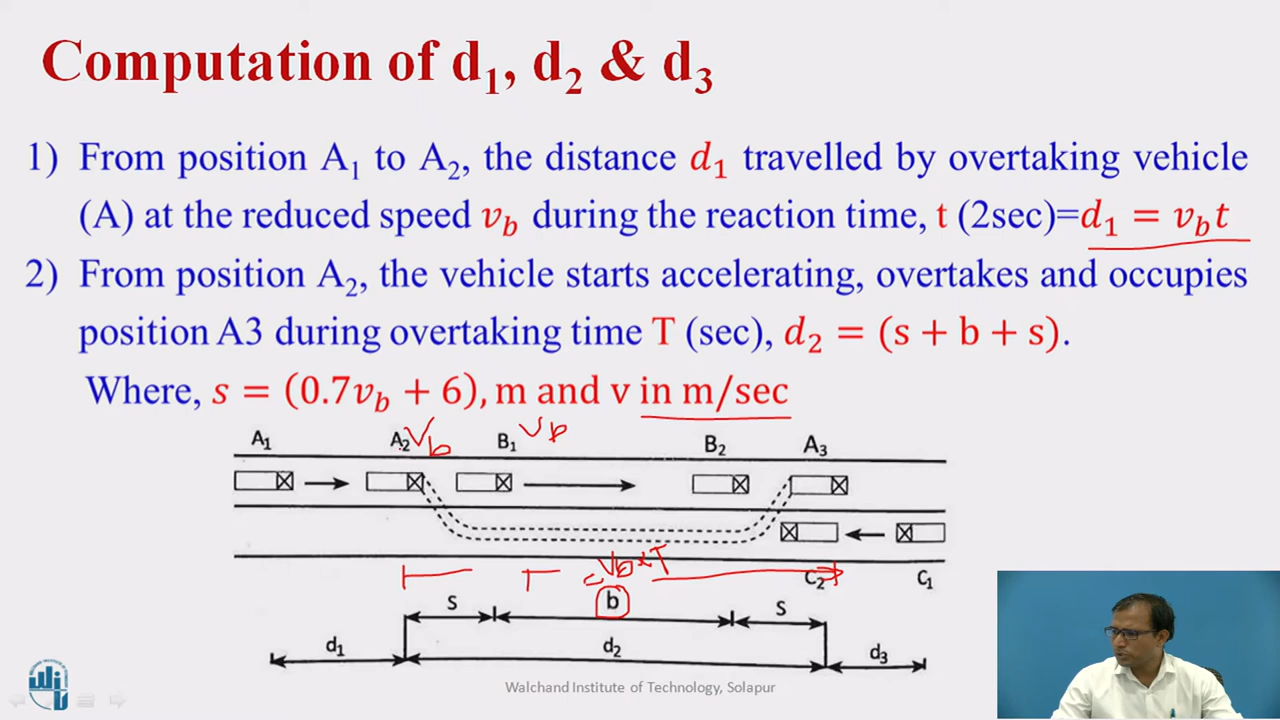 Computation of d₁, d₂ & d₃
1) From position A₁ to A₂, the distance d₁ travelled by overtaking vehicle
(A) at the reduced speed v_b during the reaction time, t (2sec)=d₁ = v_b t
2) From position A₂, the vehicle starts accelerating, overtakes and occupies
position A3 during overtaking time T (sec), d₂ = (s + b + s).
Where, s = (0.7v_b + 6), m and v in m/sec
A₁ A₂ V_b B₁ V_b B₂ A₃
V_b×T
C₂ C₁
S b S
d₁ d₂ d₃
Walchand Institute of Technology, Solapur